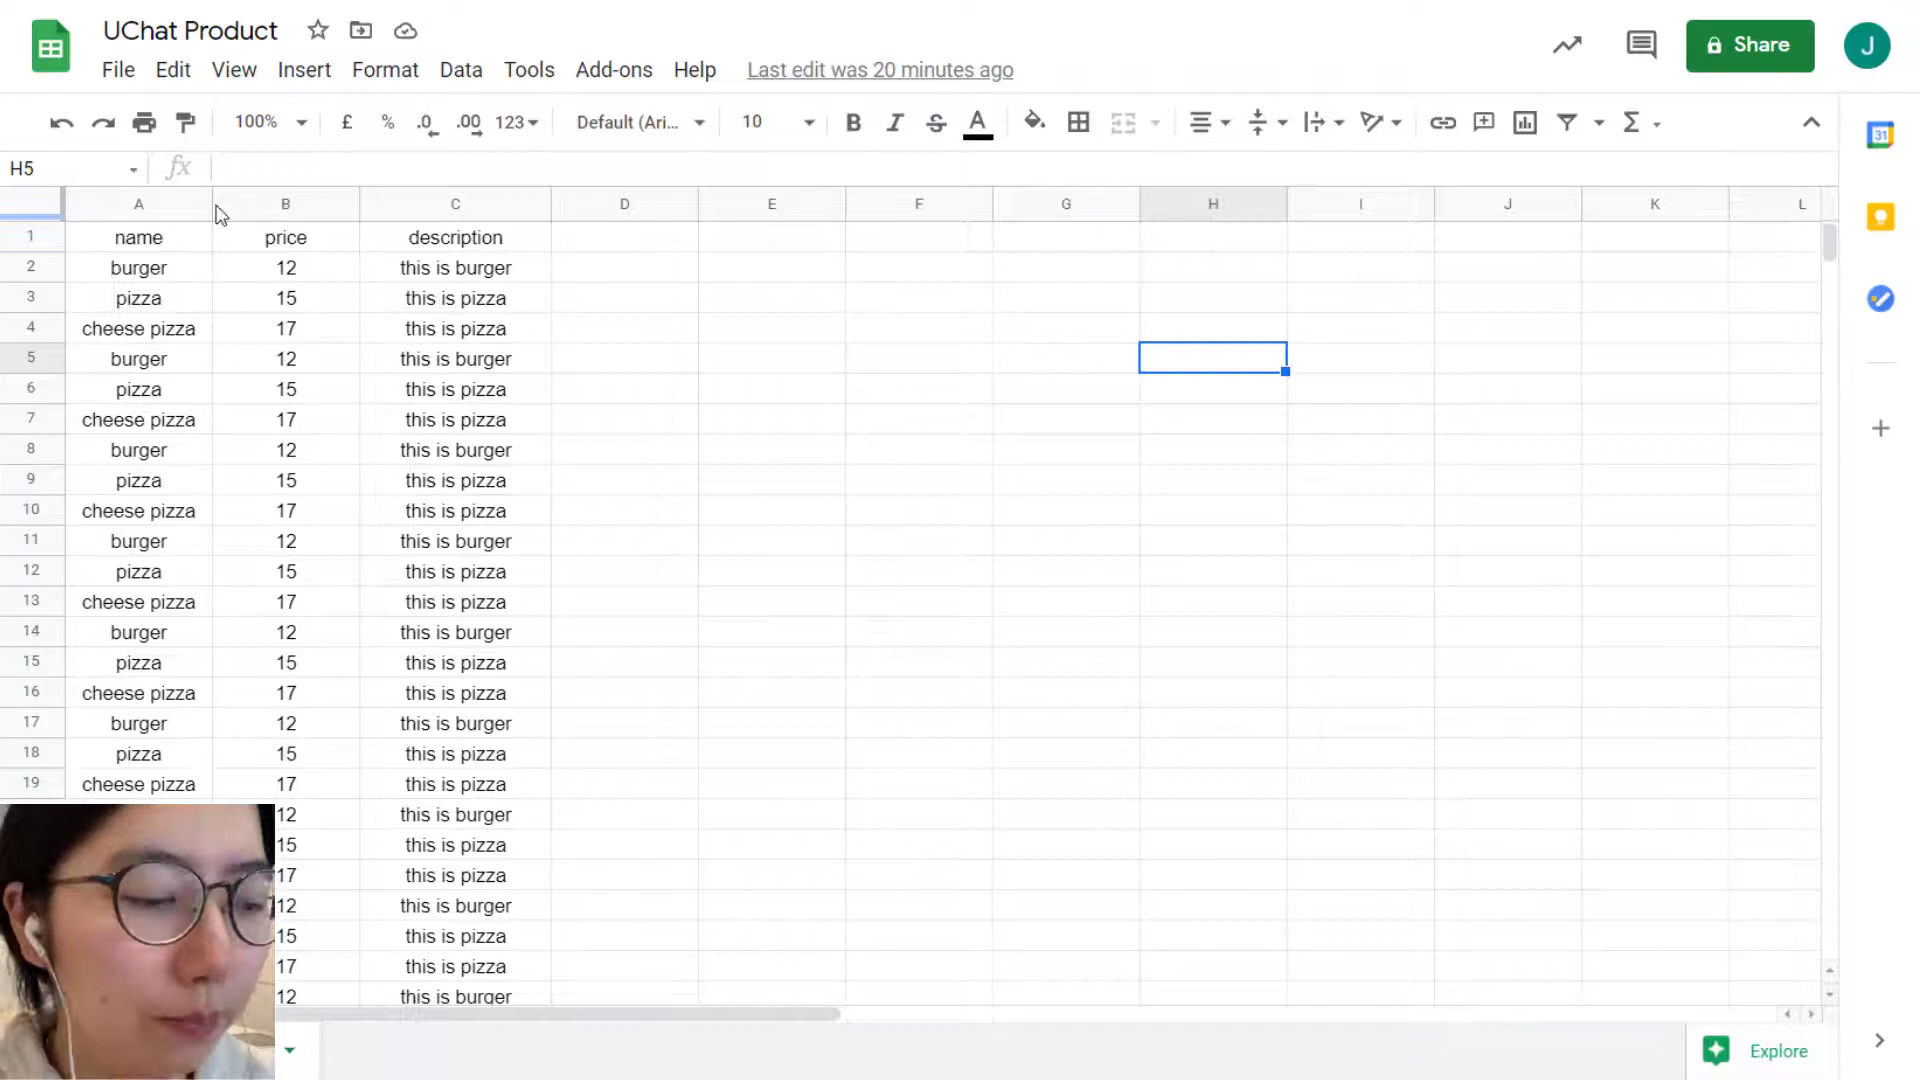 UChat Product
File Edit View Insert Format Data Tools Add-ons Help Last edit was 20 minutes ago
Share
J
100% £ % .0 .00 123 Default (Ari... 10 B I S A Σ
31
H5 fx
A B C D E F G H I J K L
1 name price description
2 burger 12 this is burger
3 pizza 15 this is pizza
4 cheese pizza 17 this is pizza
5 burger 12 this is burger
6 pizza 15 this is pizza
7 cheese pizza 17 this is pizza
8 burger 12 this is burger
9 pizza 15 this is pizza
10 cheese pizza 17 this is pizza
11 burger 12 this is burger
12 pizza 15 this is pizza
13 cheese pizza 17 this is pizza
14 burger 12 this is burger
15 pizza 15 this is pizza
16 cheese pizza 17 this is pizza
17 burger 12 this is burger
18 pizza 15 this is pizza
19 cheese pizza 17 this is pizza
12 this is burger
15 this is pizza
17 this is pizza
12 this is burger
15 this is pizza
17 this is pizza
12 this is burger
Explore